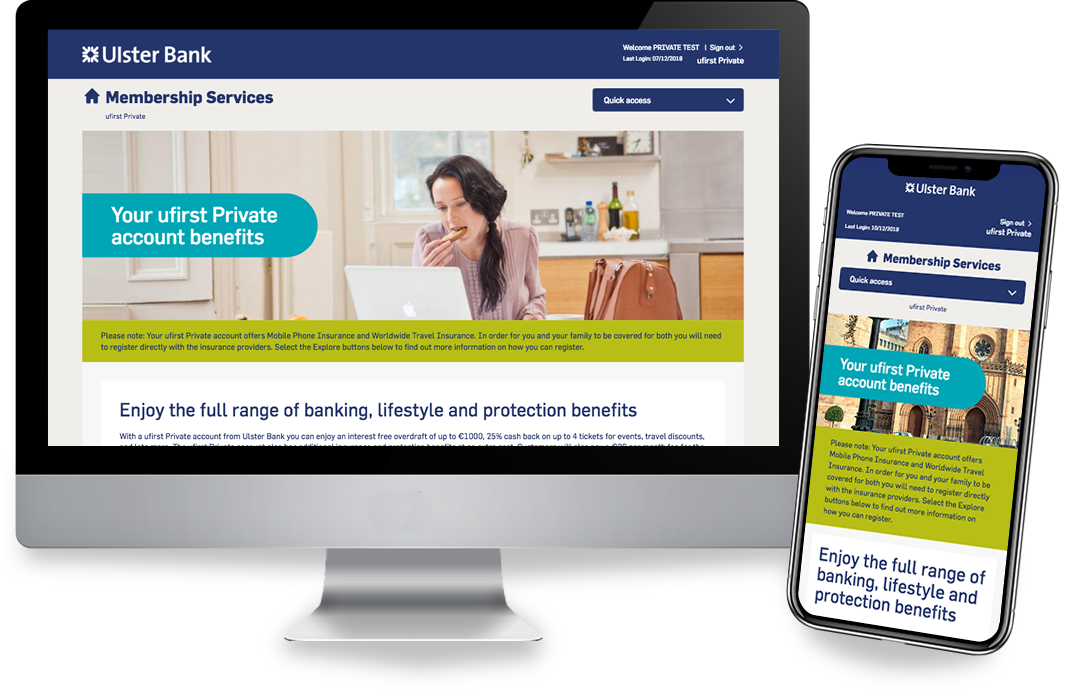 Ulster Bank
Welcome PRIVATE TEST | Sign out >
Last Login: 07/12/2018 ufirst Private
Membership Services
ufirst Private
Quick access
Your ufirst Private
account benefits
Please note: Your ufirst Private account offers Mobile Phone Insurance and Worldwide Travel Insurance. In order for you and your family to be covered for both you will need
to register directly with the insurance providers. Select the Explore buttons below to find out more information on how you can register.
Enjoy the full range of banking, lifestyle and protection benefits
With a ufirst Private account from Ulster Bank you can enjoy an interest free overdraft of up to €1000, 25% cash back on up to 4 tickets for events, travel discounts,
Ulster Bank
Welcome PRIVATE TEST
Sign out >
Last Login: 10/12/2018
ufirst Private
Membership Services
Quick access
ufirst Private
Your ufirst Private
account benefits
Please note: Your ufirst Private account offers
Mobile Phone Insurance and Worldwide Travel
Insurance. In order for you and your family to be
covered for both you will need to register directly
with the insurance providers. Select the Explore
buttons below to find out more information on
how you can register.
Enjoy the full range of
banking, lifestyle and
protection benefits